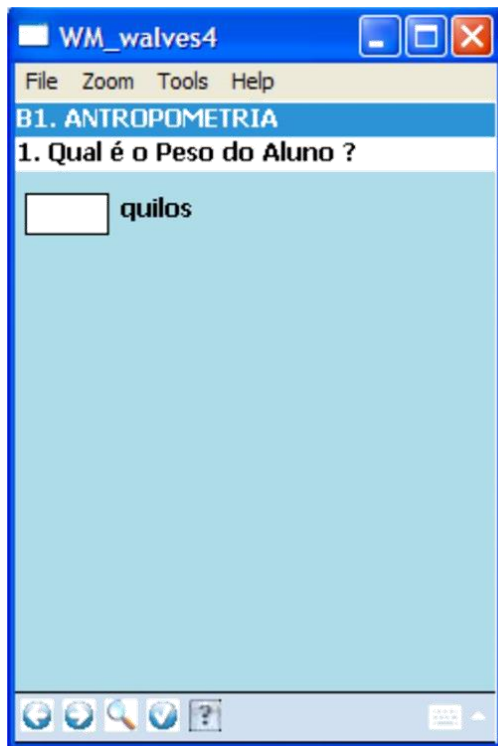 WM_walves4
File Zoom Tools Help
B1. ANTROPOMETRIA
1. Qual é o Peso do Aluno ?
quilos
?